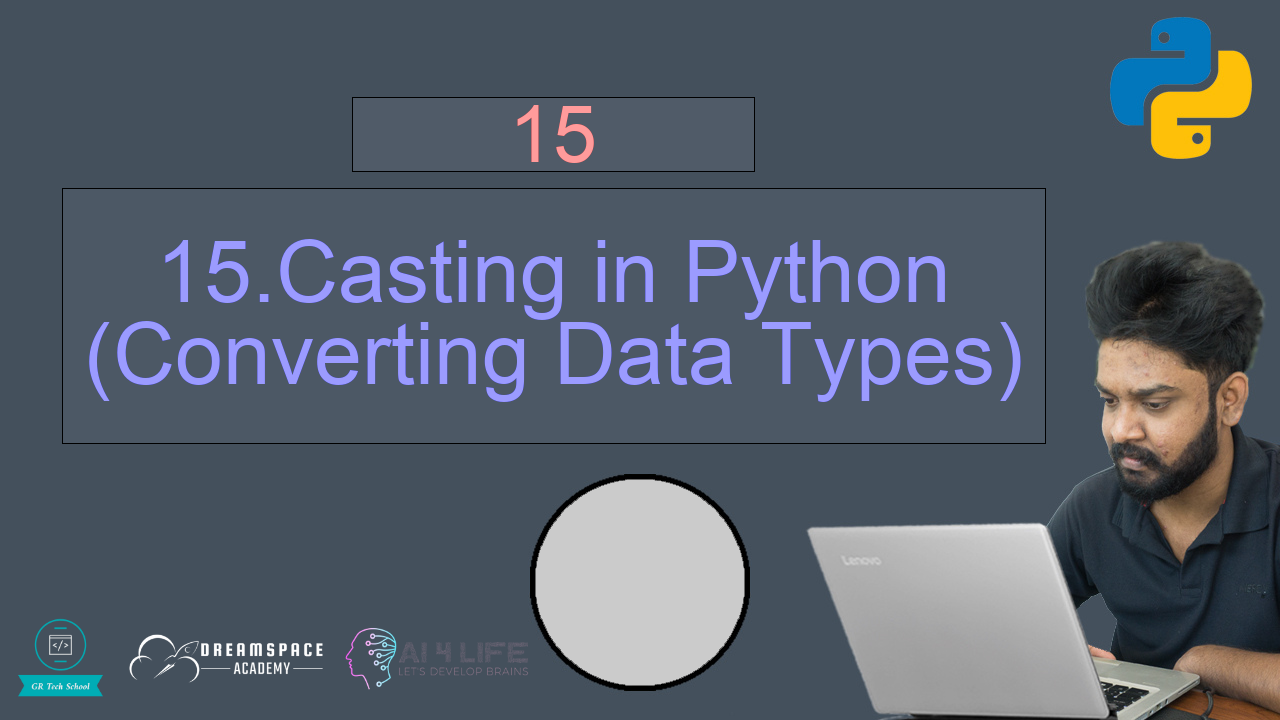 15
15.Casting in Python
(Converting Data Types)
Lenovo
GR Tech School
DREAMSPACE
ACADEMY
AI 4 LIFE
LET'S DEVELOP BRAINS